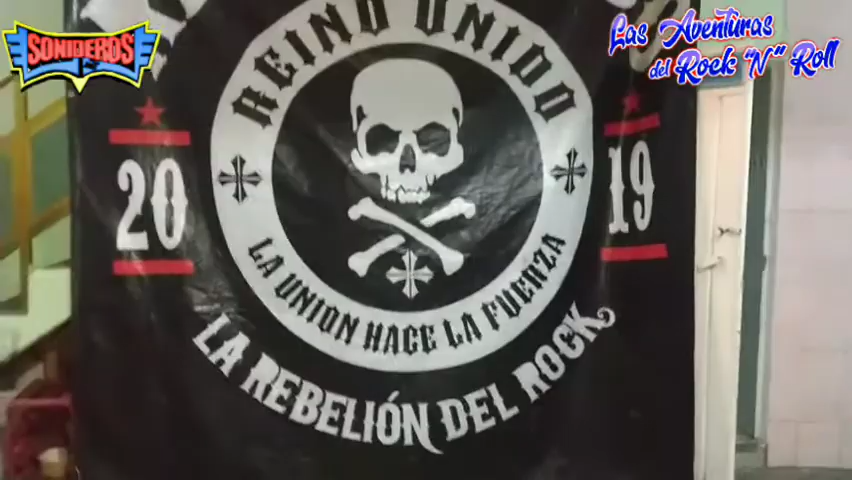 SONIDEROS
Las Aventuras
del Rock "N" Roll
REINO UNIDO
20 19
LA UNION HACE LA FUERZA
LA REBELIÓN DEL ROCK